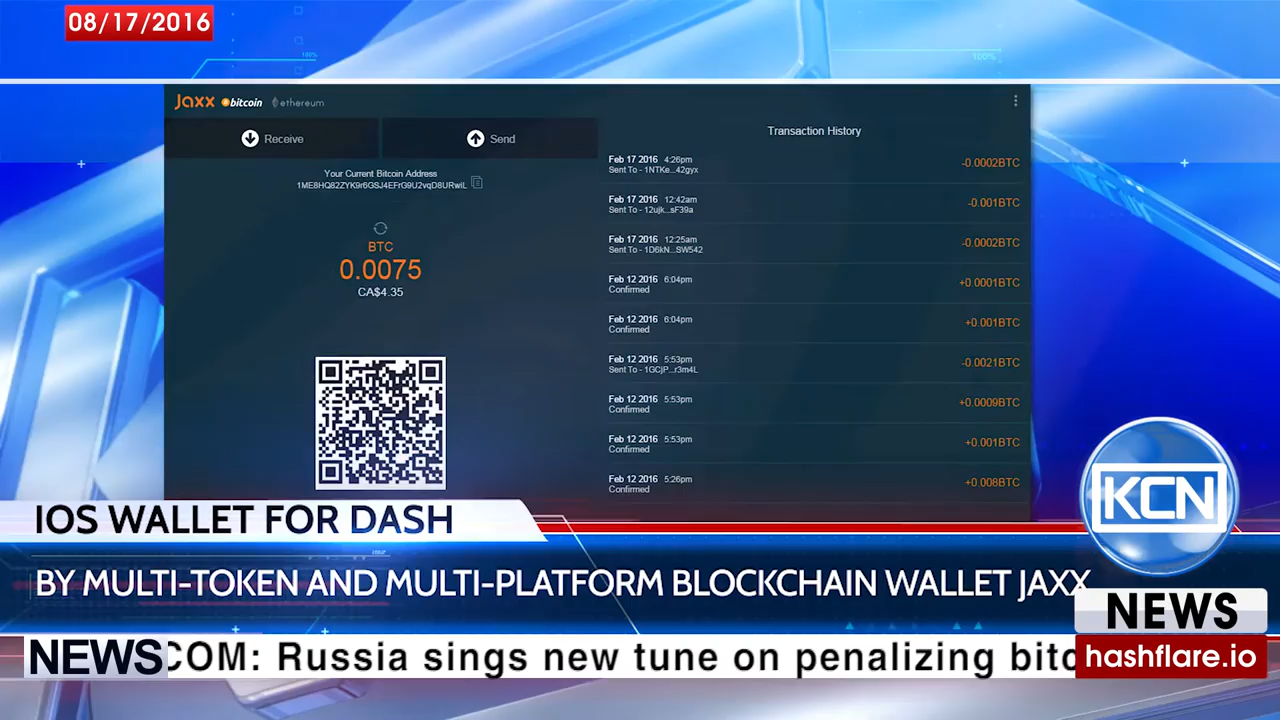 08/17/2016
100%
100%
Jaxx bitcoin ethereum
Receive
Send
Your Current Bitcoin Address
1ME8HQ82ZYK9r6GSJ4EFrG9U2vqD8URwiL
BTC
0.0075
CA$4.35
Transaction History
Feb 17 2016 4:26pm
Sent To - 1NTKe...42gyx
-0.0002BTC
Feb 17 2016 12:42am
Sent To - 12ujk...sF39a
-0.001BTC
Feb 17 2016 12:25am
Sent To - 1D6kN...SW542
-0.0002BTC
Feb 12 2016 6:04pm
Confirmed
+0.0001BTC
Feb 12 2016 6:04pm
Confirmed
+0.001BTC
Feb 12 2016 5:53pm
Sent To - 1GCjP...r3m4L
-0.0021BTC
Feb 12 2016 5:53pm
Confirmed
+0.0009BTC
Feb 12 2016 5:53pm
Confirmed
+0.001BTC
Feb 12 2016 5:26pm
Confirmed
+0.008BTC
KCN
IOS WALLET FOR DASH
BY MULTI-TOKEN AND MULTI-PLATFORM BLOCKCHAIN WALLET JAXX
NEWS
NEWS
COM: Russia sings new tune on penalizing bitc
hashflare.io